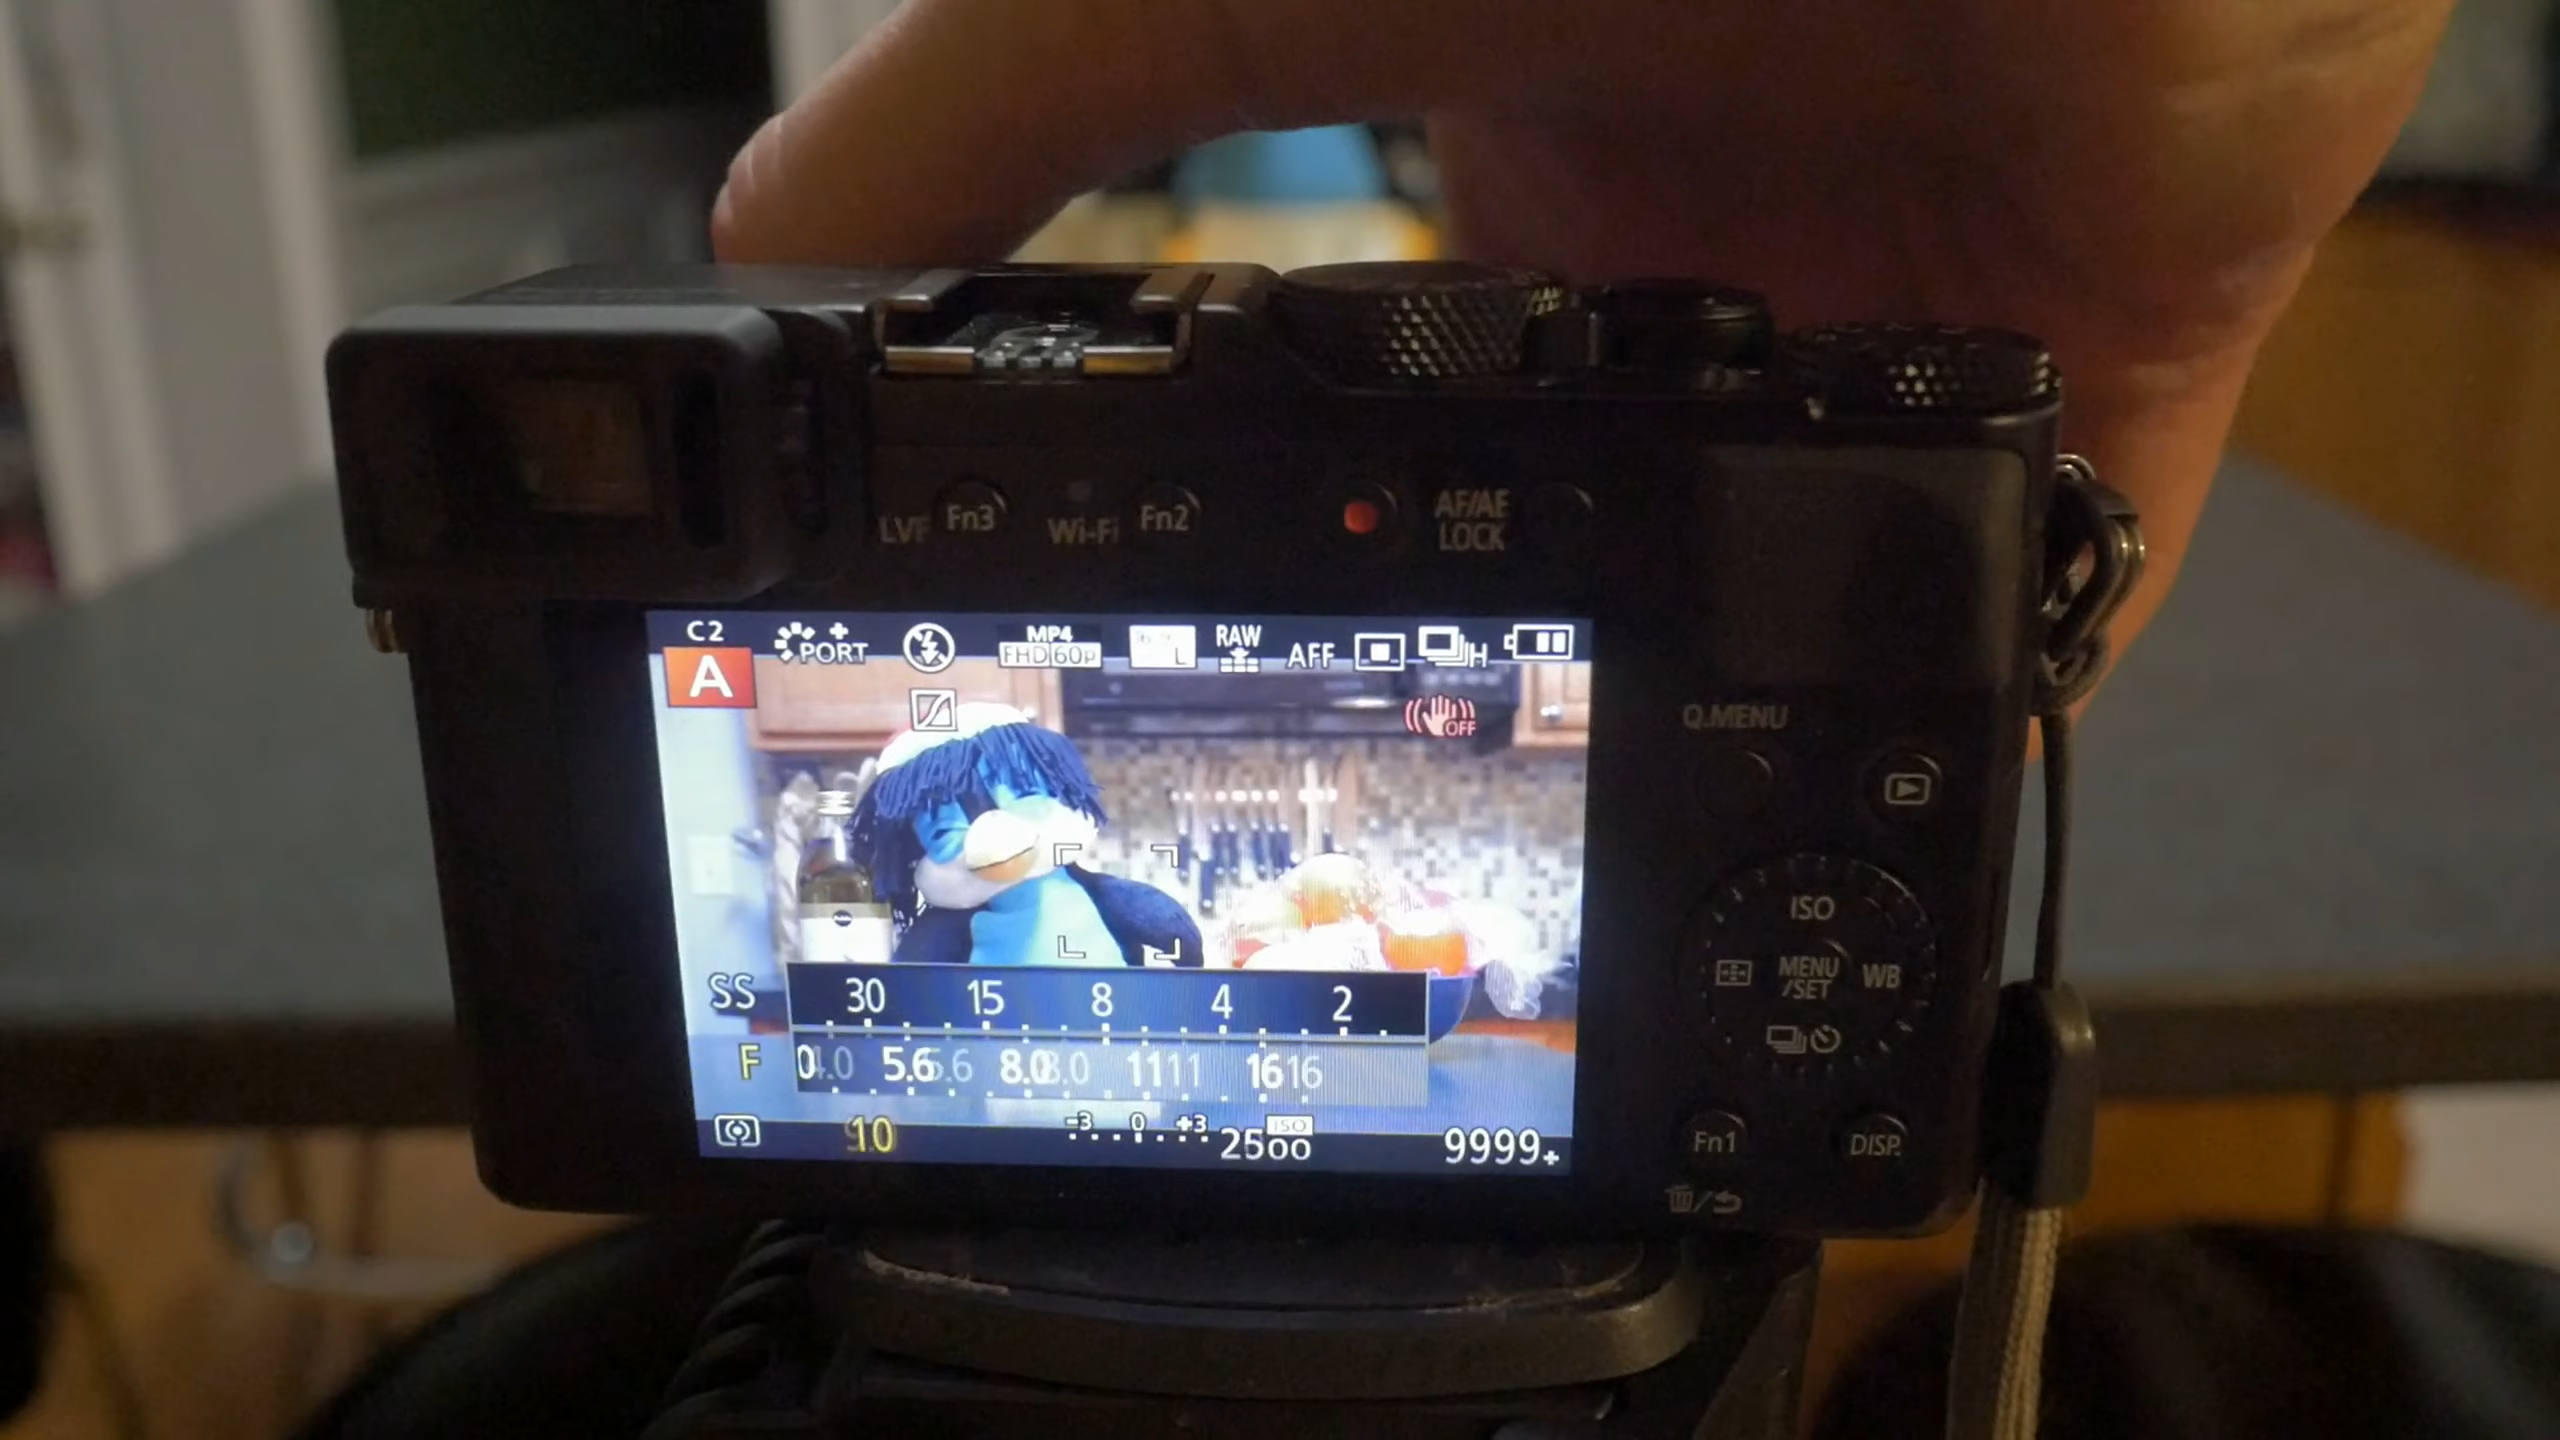 LVF Fn3 Wi-Fi Fn2 AF/AE LOCK
C2 PORT MP4 FHD 60p L RAW AFF H
A
OFF
Q.MENU
SS 30 15 8 4 2
F 5.6 8.0 11 16
-3 0 +3 ISO 2500 9999+
ISO
MENU /SET WB
Fn1 DISP.